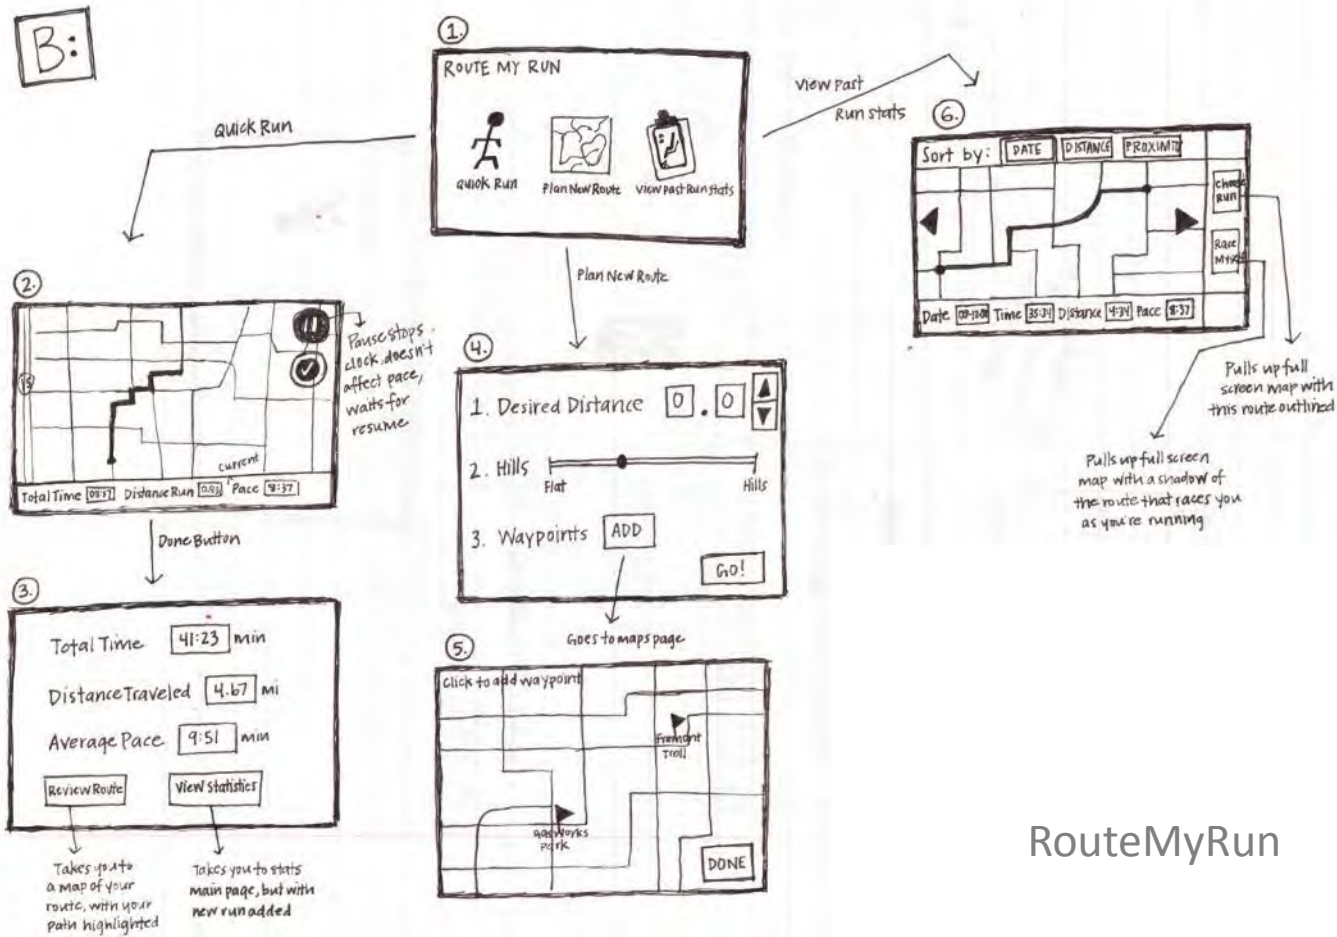 B:
1.
ROUTE MY RUN
Quick Run
Plan New Route
View Past Run Stats
Quick Run
View Past
Run Stats
Plan New Route
2.
Pause stops
clock, doesn't
affect pace,
waits for
resume
current
Total Time
Distance Run
Pace 8:37
Done Button
3.
Total Time 41:23 min
Distance Traveled 4.67 mi
Average Pace 9:51 min
Review Route
View Statistics
Takes you to
a map of your
route, with your
path highlighted
Takes you to stats
main page, but with
new run added
4.
1. Desired Distance 0 . 0
2. Hills
Flat
Hills
3. Waypoints ADD
GO!
Goes to maps page
5.
Click to add waypoint
Fremont
Troll
Gas Works
Park
DONE
6.
Sort by: DATE DISTANCE PROXIMITY
Choose
Run
Race
Myself
Date
Time 35:24 Distance 4:34 Pace 8:37
Pulls up full
screen map with
this route outlined
Pulls up full screen
map with a shadow of
the route that races you
as you're running
RouteMyRun